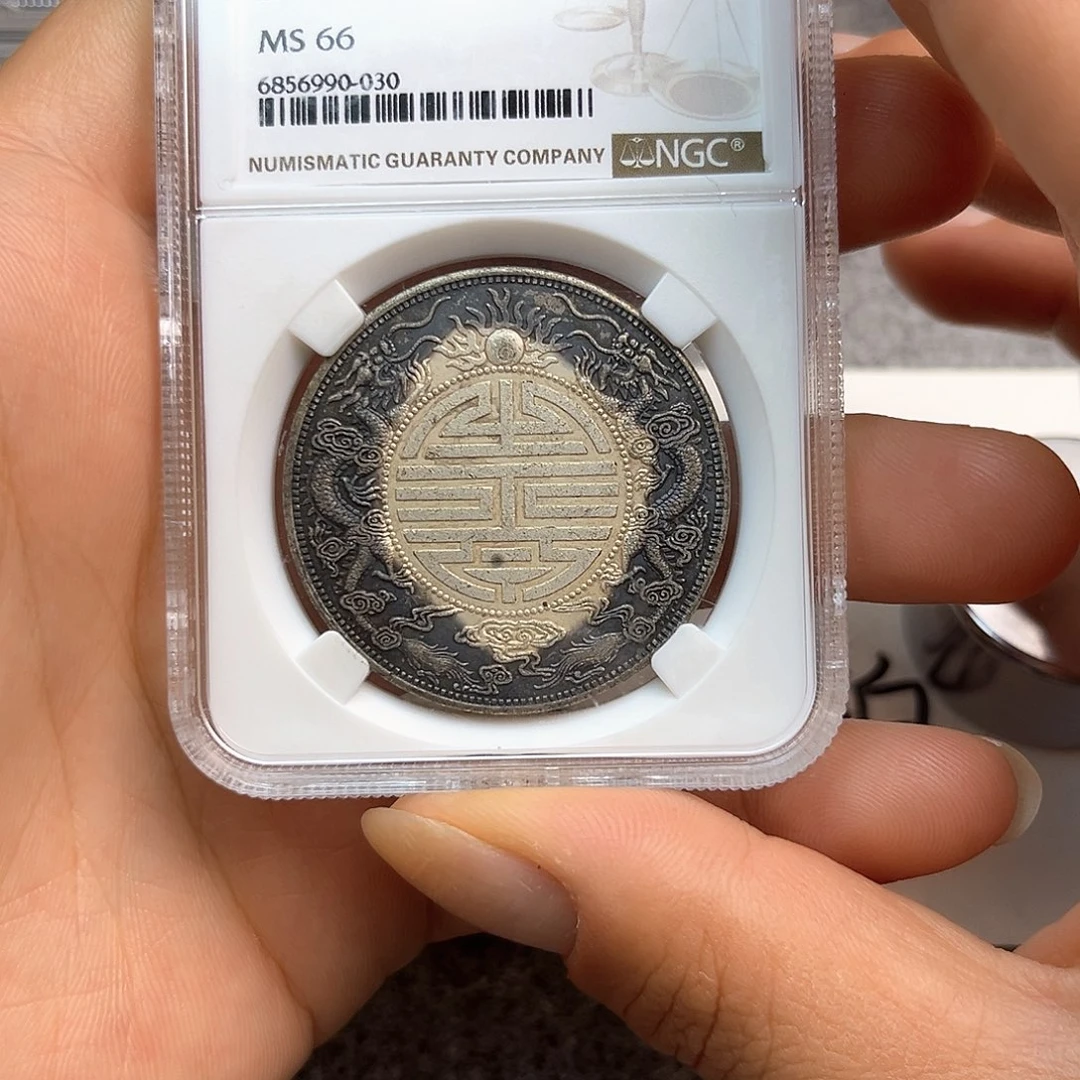 MS 66
6856990-030
NUMISMATIC GUARANTY COMPANY NGC®